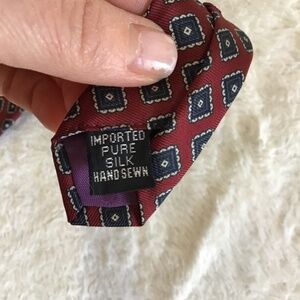 IMPORTED
PURE
SILK
HAND SEWN